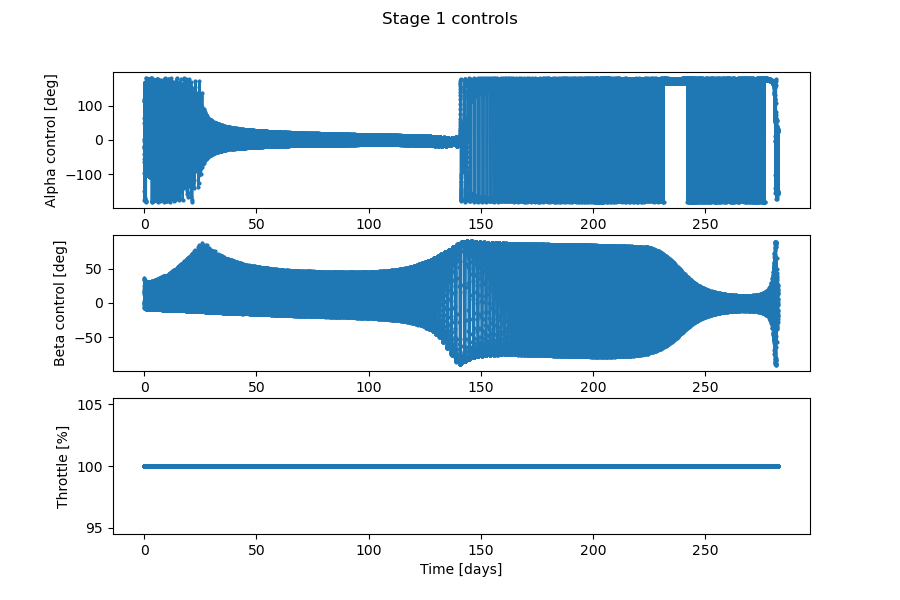 Stage 1 controls
Alpha control [deg]
100
0
−100
0 50 100 150 200 250
Beta control [deg]
50
0
−50
0 50 100 150 200 250
Throttle [%]
105
100
95
0 50 100 150 200 250
Time [days]